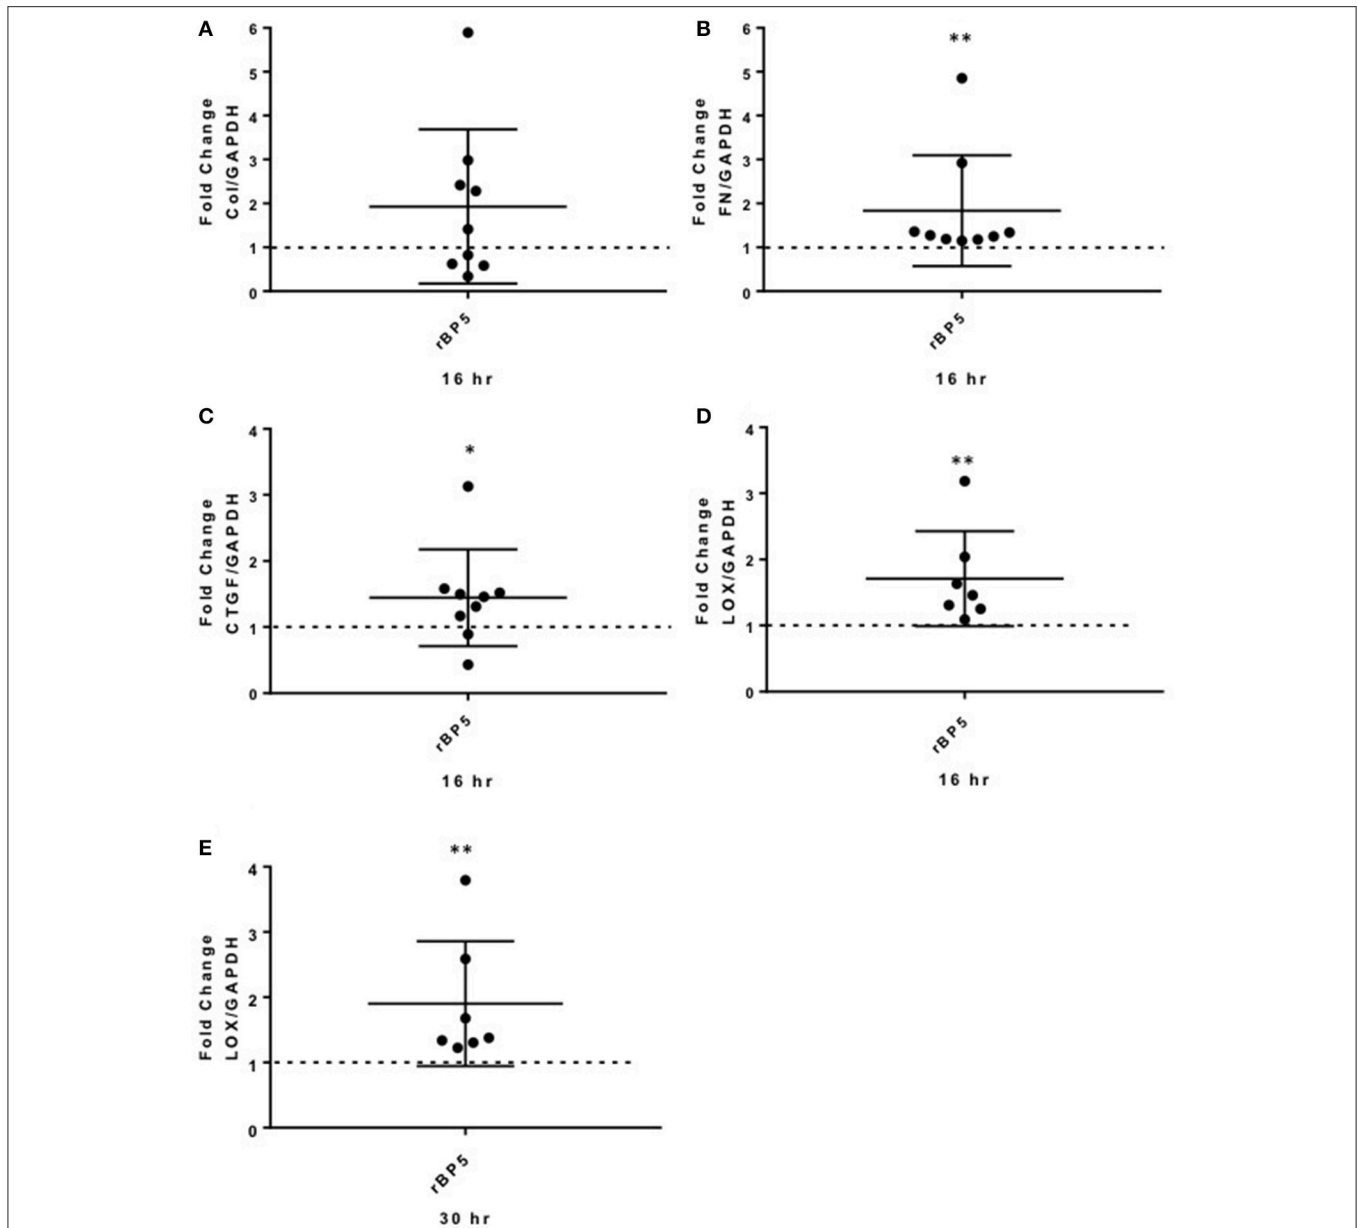 A
6
5
4
3
2
1
0
Fold Change
Col/GAPDH
rBP5
16 hr
B
**
6
5
4
3
2
1
0
Fold Change
FN/GAPDH
rBP5
16 hr
C
*
4
3
2
1
0
Fold Change
CTGF/GAPDH
rBP5
16 hr
D
**
4
3
2
1
0
Fold Change
LOX/GAPDH
rBP5
16 hr
E
**
4
3
2
1
0
Fold Change
LOX/GAPDH
rBP5
30 hr